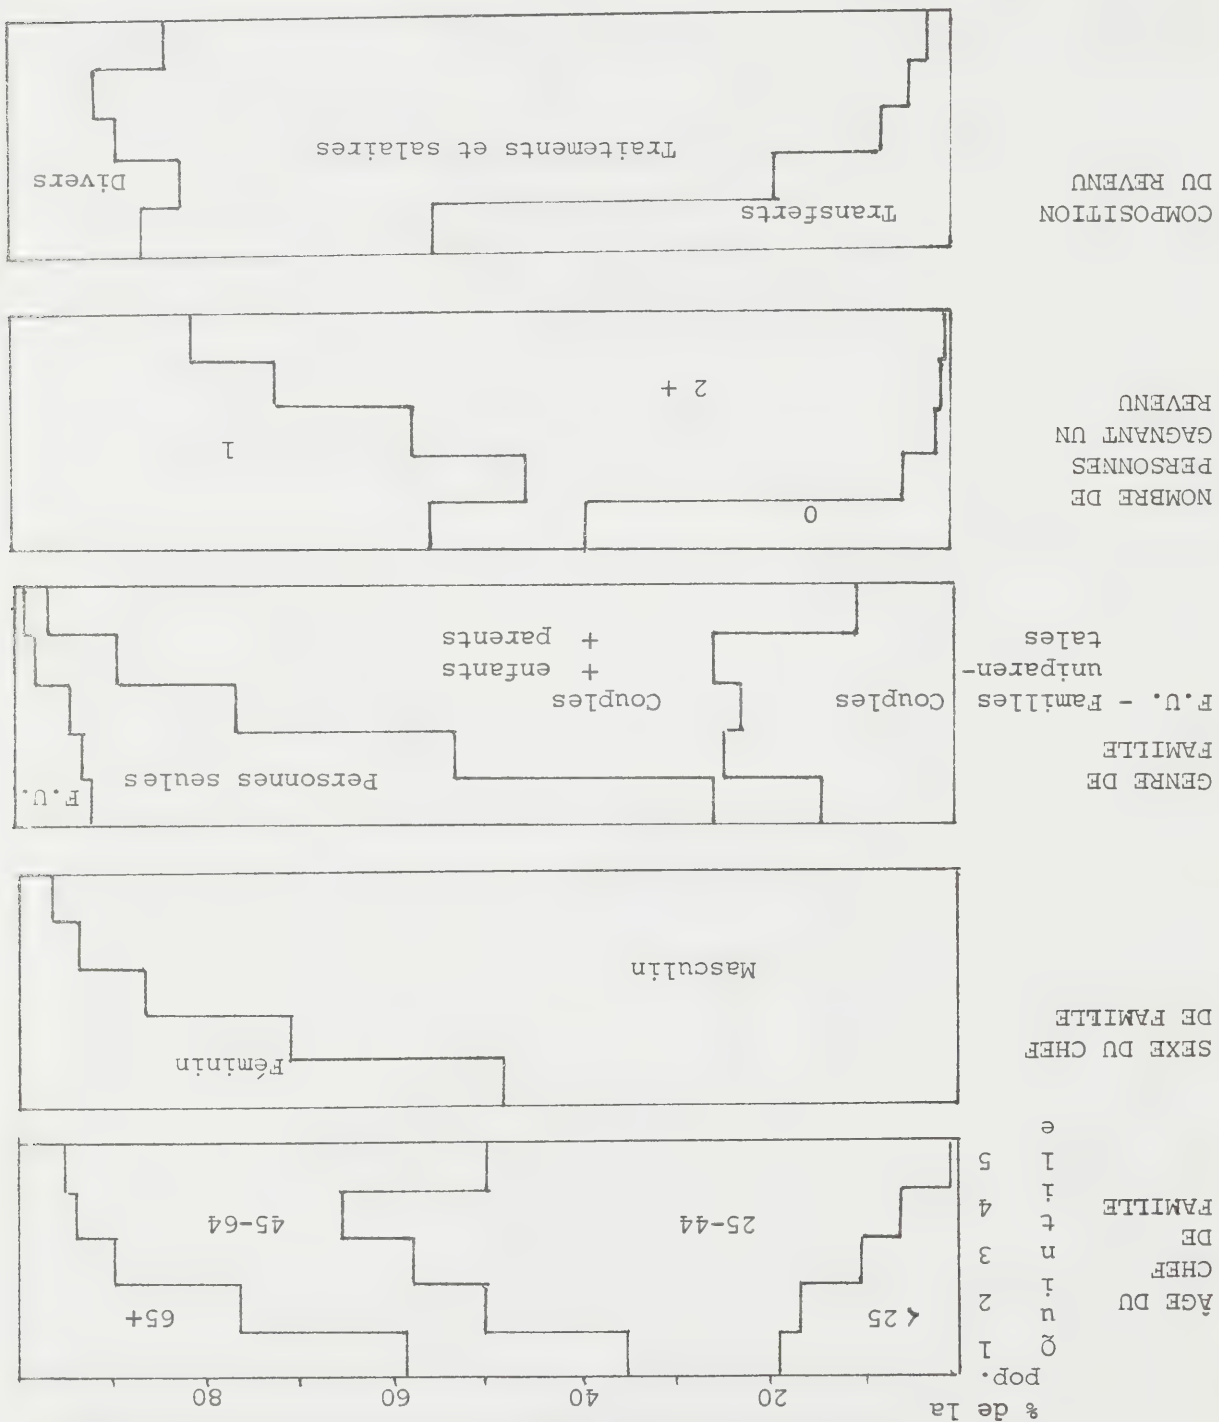 % de la
pop.
20 40 60 80
ÂGE DU
CHEF
DE
FAMILLE
Quintile
1
2
3
4
5
< 25
25-44
45-64
65+
SEXE DU CHEF
DE FAMILLE
Masculin
Féminin
GENRE DE
FAMILLE
F.U. - Familles
uniparen-
tales
Couples
Couples
+ enfants
+ parents
Personnes seules
F.U.
NOMBRE DE
PERSONNES
GAGNANT UN
REVENU
0
2 +
1
COMPOSITION
DU REVENU
Transferts
Traitements et salaires
Divers